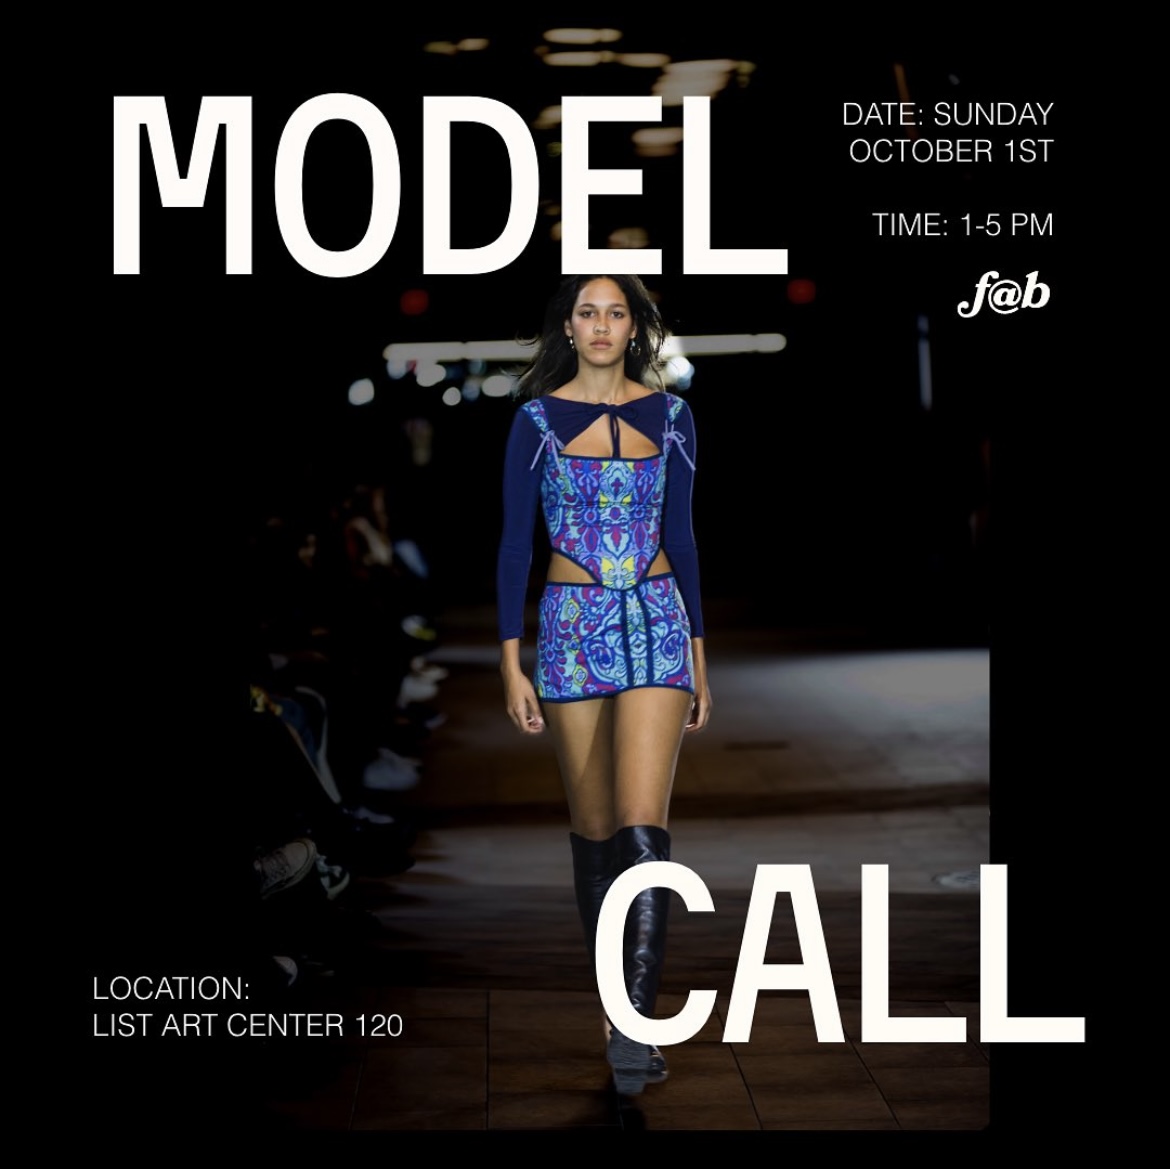 MODEL
DATE: SUNDAY
OCTOBER 1ST
TIME: 1-5 PM
f@b
CALL
LOCATION:
LIST ART CENTER 120